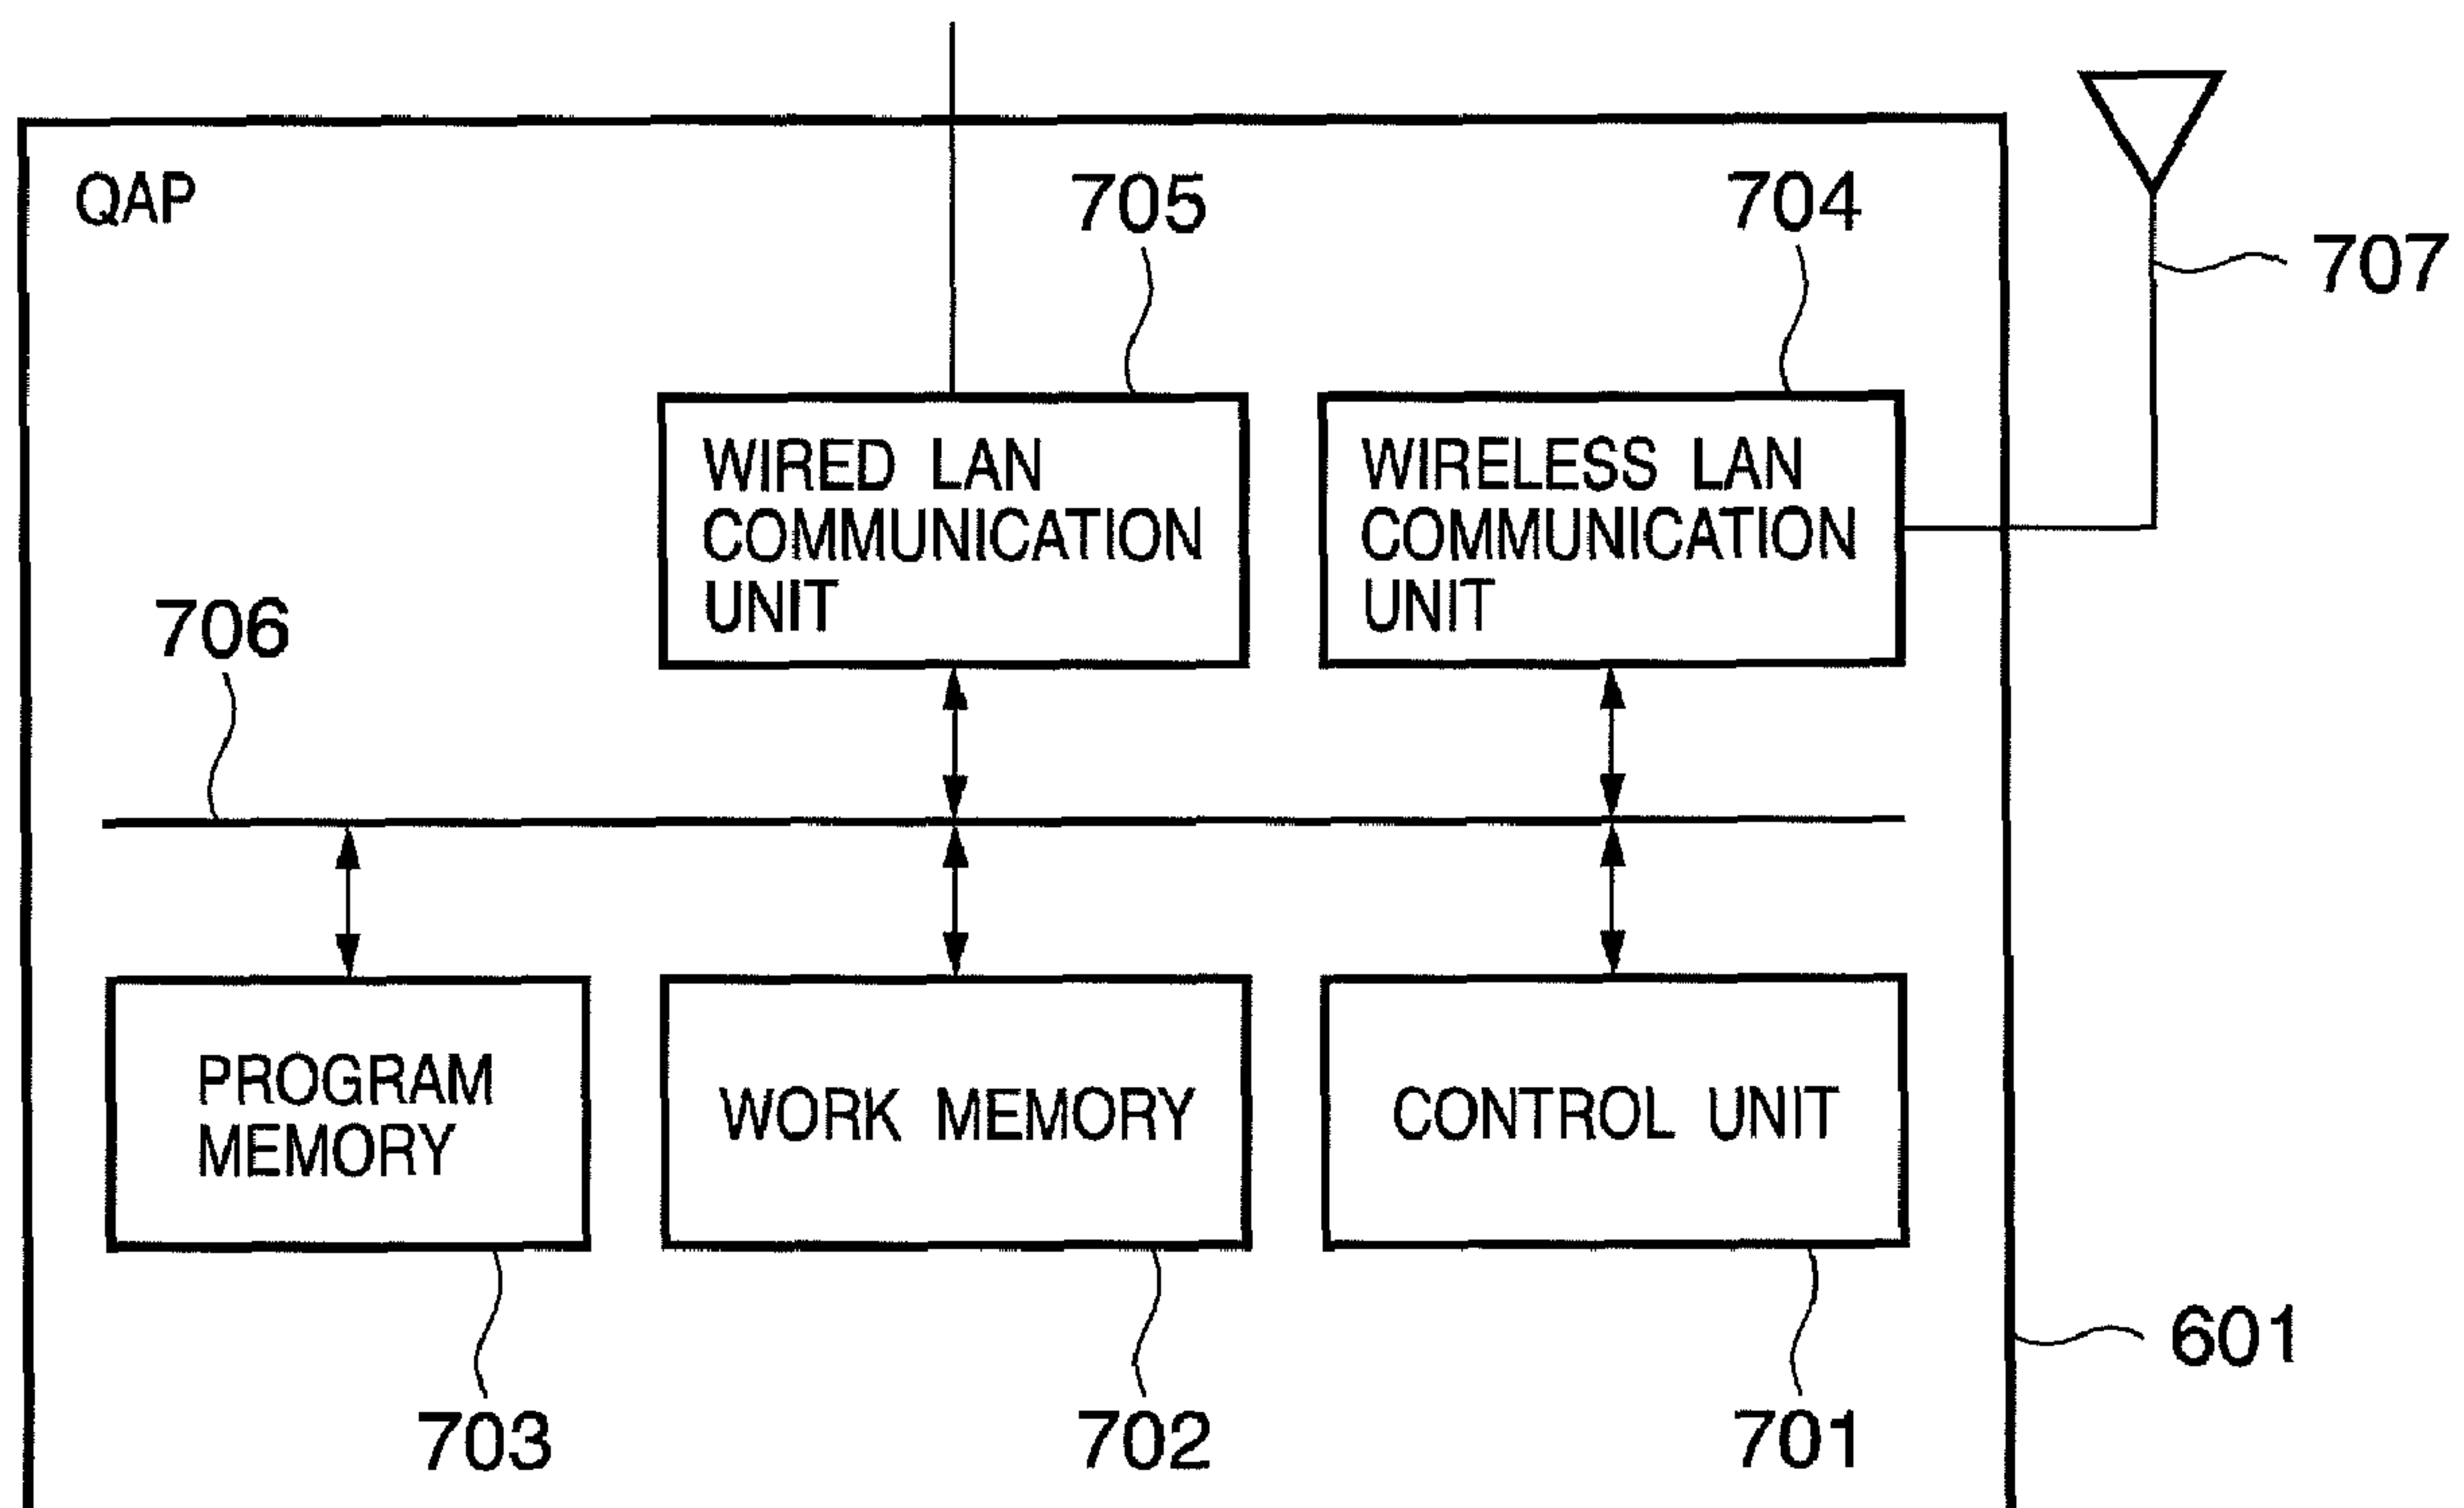 QAP
705
704
707
WIRED LAN
COMMUNICATION
UNIT
WIRELESS LAN
COMMUNICATION
UNIT
706
PROGRAM
MEMORY
WORK MEMORY
CONTROL UNIT
601
703
702
701